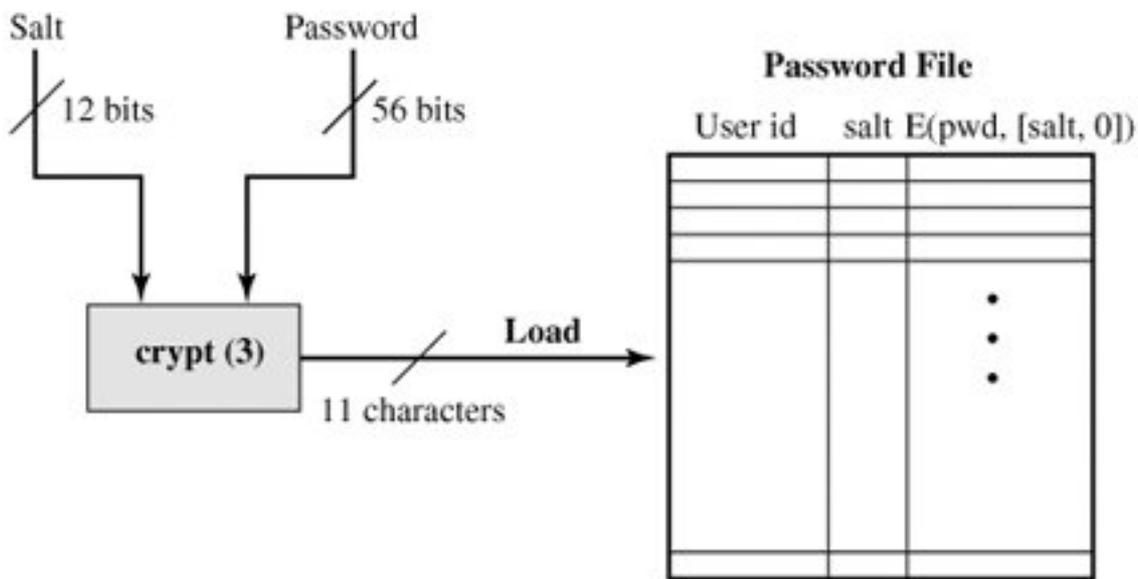 Salt
Password
12 bits
56 bits
Password File
User id salt E(pwd, [salt, 0])
crypt (3)
Load
11 characters